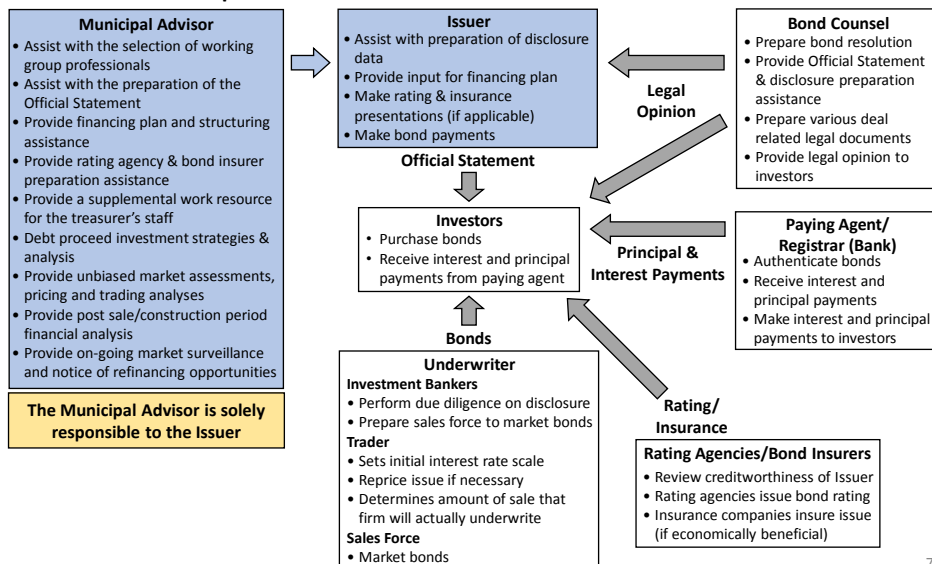 Municipal Advisor
• Assist with the selection of working
group professionals
• Assist with the preparation of the
Official Statement
• Provide financing plan and structuring
assistance
• Provide rating agency & bond insurer
preparation assistance
• Provide a supplemental work resource
for the treasurer's staff
• Debt proceed investment strategies &
analysis
• Provide unbiased market assessments,
pricing and trading analyses
• Provide post sale/construction period
financial analysis
• Provide on-going market surveillance
and notice of refinancing opportunities
The Municipal Advisor is solely
responsible to the Issuer
Issuer
• Assist with preparation of disclosure
data
• Provide input for financing plan
• Make rating & insurance
presentations (if applicable)
• Make bond payments
Official Statement
Investors
• Purchase bonds
• Receive interest and principal
payments from paying agent
Bonds
Underwriter
Investment Bankers
• Perform due diligence on disclosure
• Prepare sales force to market bonds
Trader
• Sets initial interest rate scale
• Reprice issue if necessary
• Determines amount of sale that
firm will actually underwrite
Sales Force
• Market bonds
Legal
Opinion
Bond Counsel
• Prepare bond resolution
• Provide Official Statement
& disclosure preparation
assistance
• Prepare various deal
related legal documents
• Provide legal opinion to
investors
Principal &
Interest Payments
Paying Agent/
Registrar (Bank)
• Authenticate bonds
• Receive interest and
principal payments
• Make interest and principal
payments to investors
Rating/
Insurance
Rating Agencies/Bond Insurers
• Review creditworthiness of Issuer
• Rating agencies issue bond rating
• Insurance companies insure issue
(if economically beneficial)
7